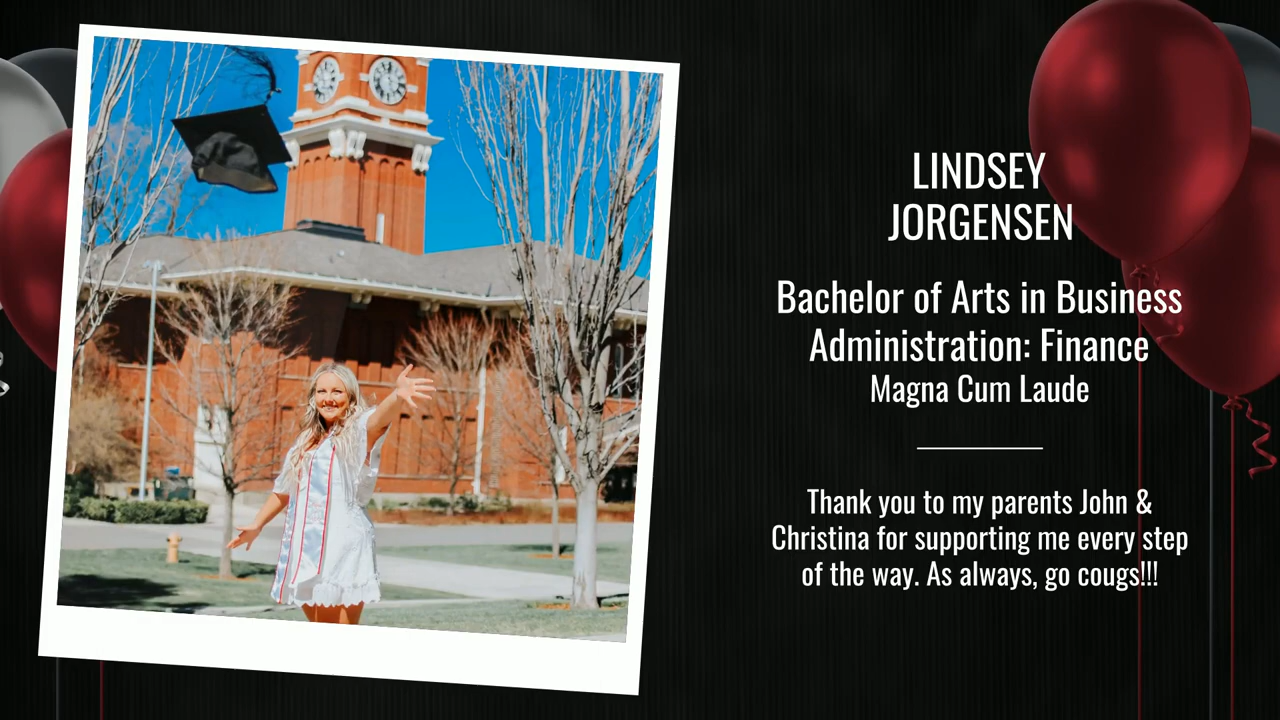 LINDSEY
JORGENSEN
Bachelor of Arts in Business
Administration: Finance
Magna Cum Laude
Thank you to my parents John &
Christina for supporting me every step
of the way. As always, go cougs!!!